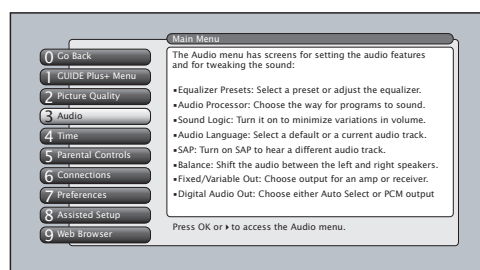 Main Menu
0 Go Back
1 GUIDE Plus+ Menu
2 Picture Quality
3 Audio
4 Time
5 Parental Controls
6 Connections
7 Preferences
8 Assisted Setup
9 Web Browser
The Audio menu has screens for setting the audio features
and for tweaking the sound:
▪Equalizer Presets: Select a preset or adjust the equalizer.
▪Audio Processor: Choose the way for programs to sound.
▪Sound Logic: Turn it on to minimize variations in volume.
▪Audio Language: Select a default or a current audio track.
▪SAP: Turn on SAP to hear a different audio track.
▪Balance: Shift the audio between the left and right speakers.
▪Fixed/Variable Out: Choose output for an amp or receiver.
▪Digital Audio Out: Choose either Auto Select or PCM output
Press OK or ▸ to access the Audio menu.